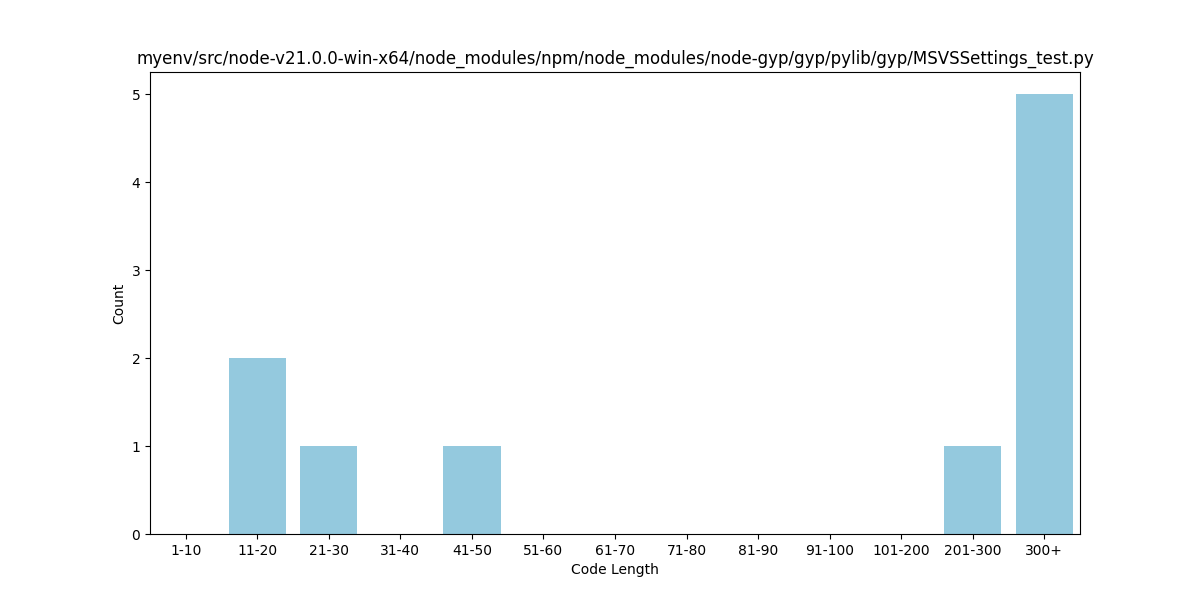 myenv/src/node-v21.0.0-win-x64/node_modules/npm/node_modules/node-gyp/gyp/pylib/gyp/MSVSSettings_test.py
5
4
3
2
1
0
Count
1-10 11-20 21-30 31-40 41-50 51-60 61-70 71-80 81-90 91-100 101-200 201-300 300+
Code Length